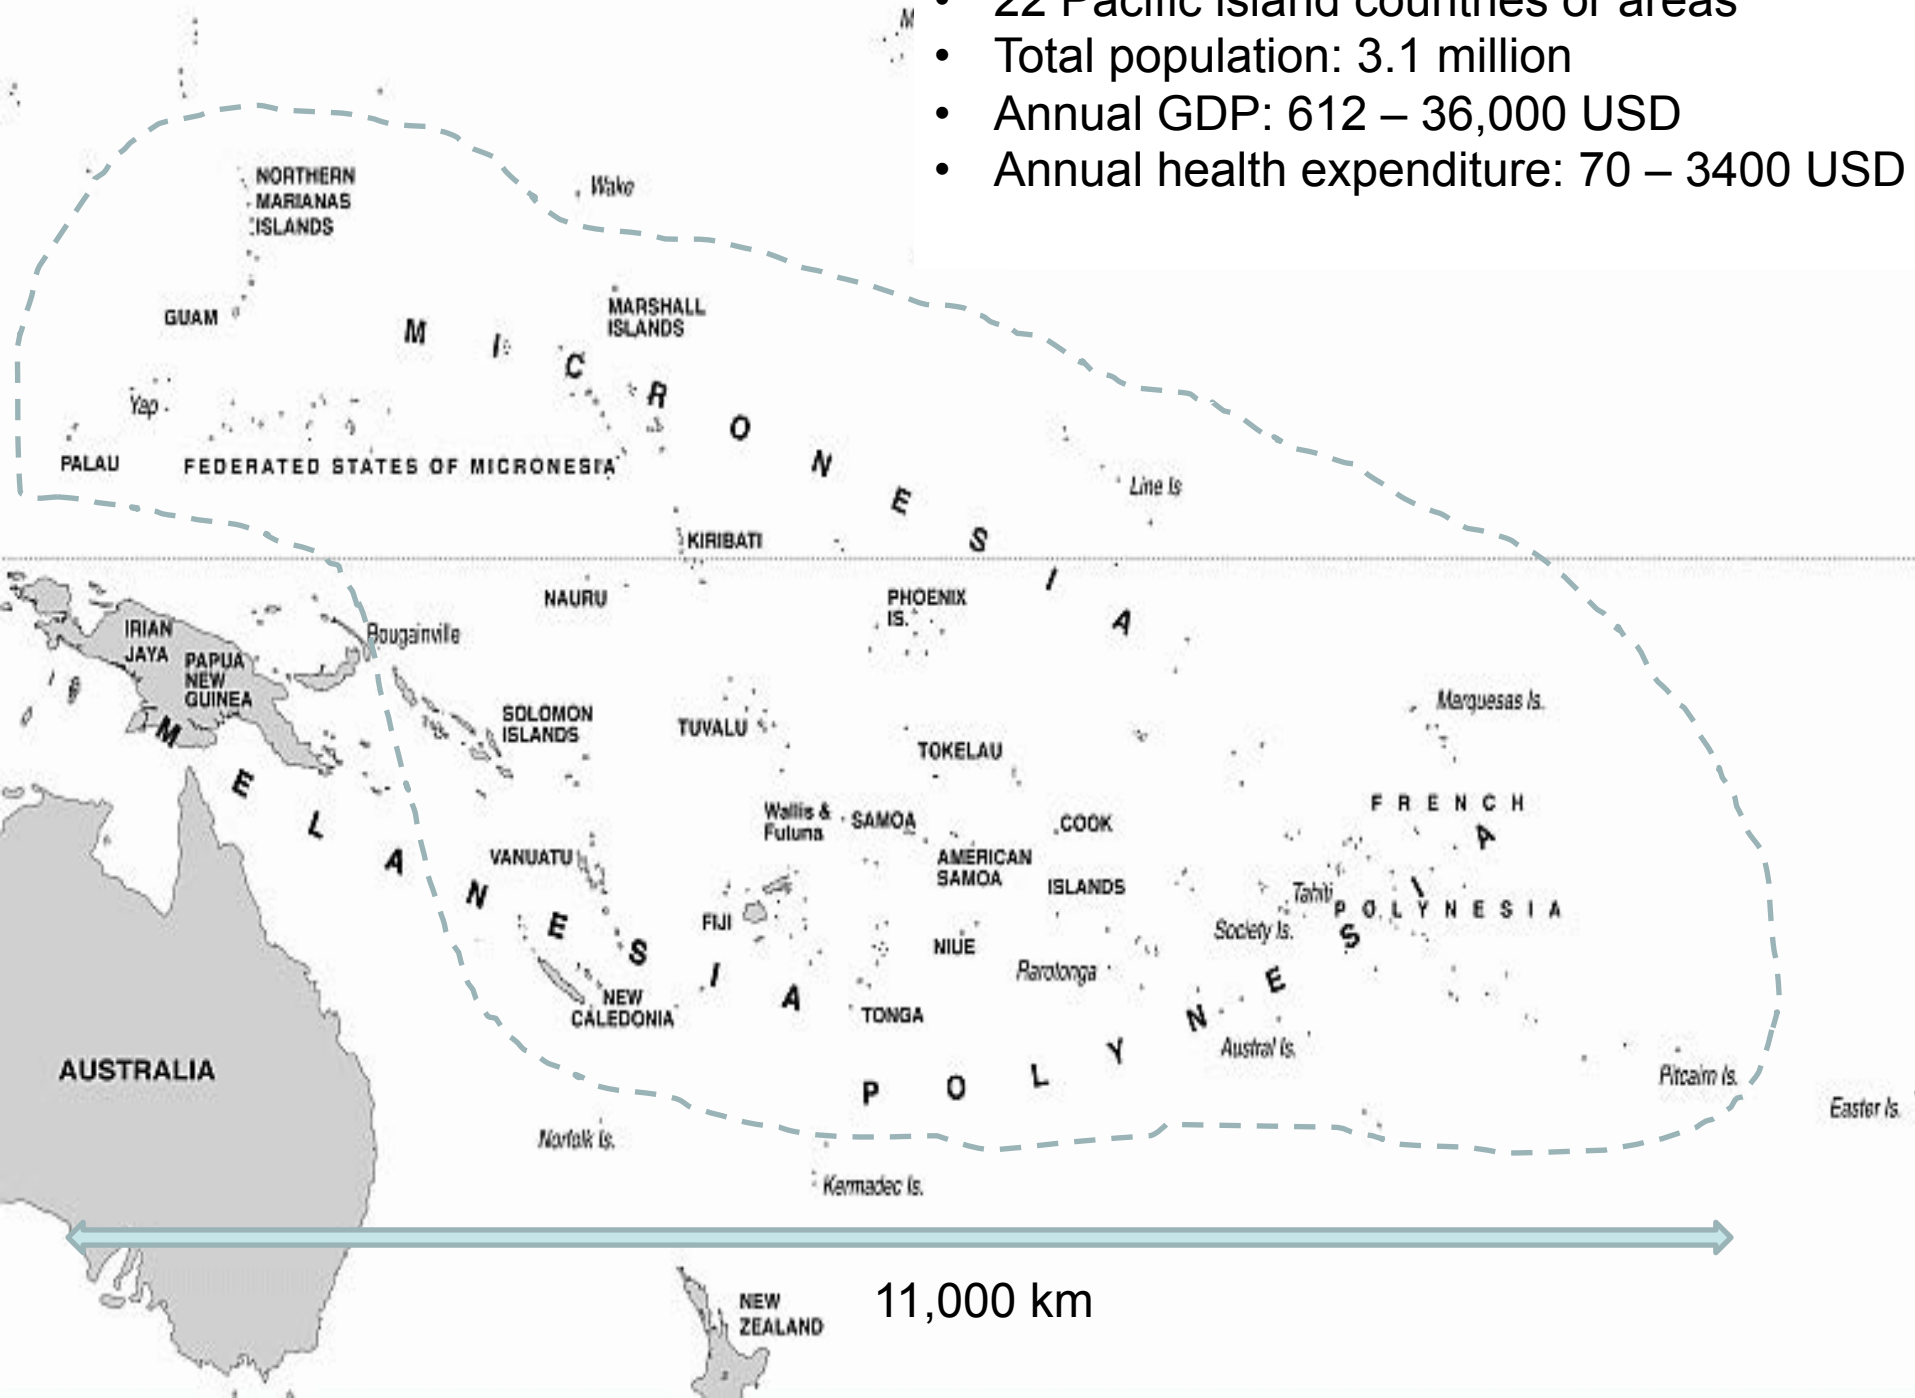 • 22 Pacific island countries or areas
• Total population: 3.1 million
• Annual GDP: 612 – 36,000 USD
• Annual health expenditure: 70 – 3400 USD
M
NORTHERN
MARIANAS
ISLANDS
Wake
GUAM
MARSHALL
ISLANDS
M I C R O N E S I A
Yap
PALAU
FEDERATED STATES OF MICRONESIA
Line Is
KIRIBATI
NAURU
PHOENIX
IS.
IRIAN
JAYA
PAPUA
NEW
GUINEA
Bougainville
SOLOMON
ISLANDS
TUVALU
TOKELAU
Marquesas Is.
M E L A N E S I A
Wallis &
Futuna
SAMOA
COOK
ISLANDS
AMERICAN
SAMOA
FRENCH
POLYNESIA
VANUATU
FIJI
Tahiti
Society Is.
NIUE
Rarotonga
NEW
CALEDONIA
TONGA
Austral Is.
P O L Y N E S I A
AUSTRALIA
Pitcairn Is.
Easter Is.
Norfolk Is.
Kermadec Is.
11,000 km
NEW
ZEALAND